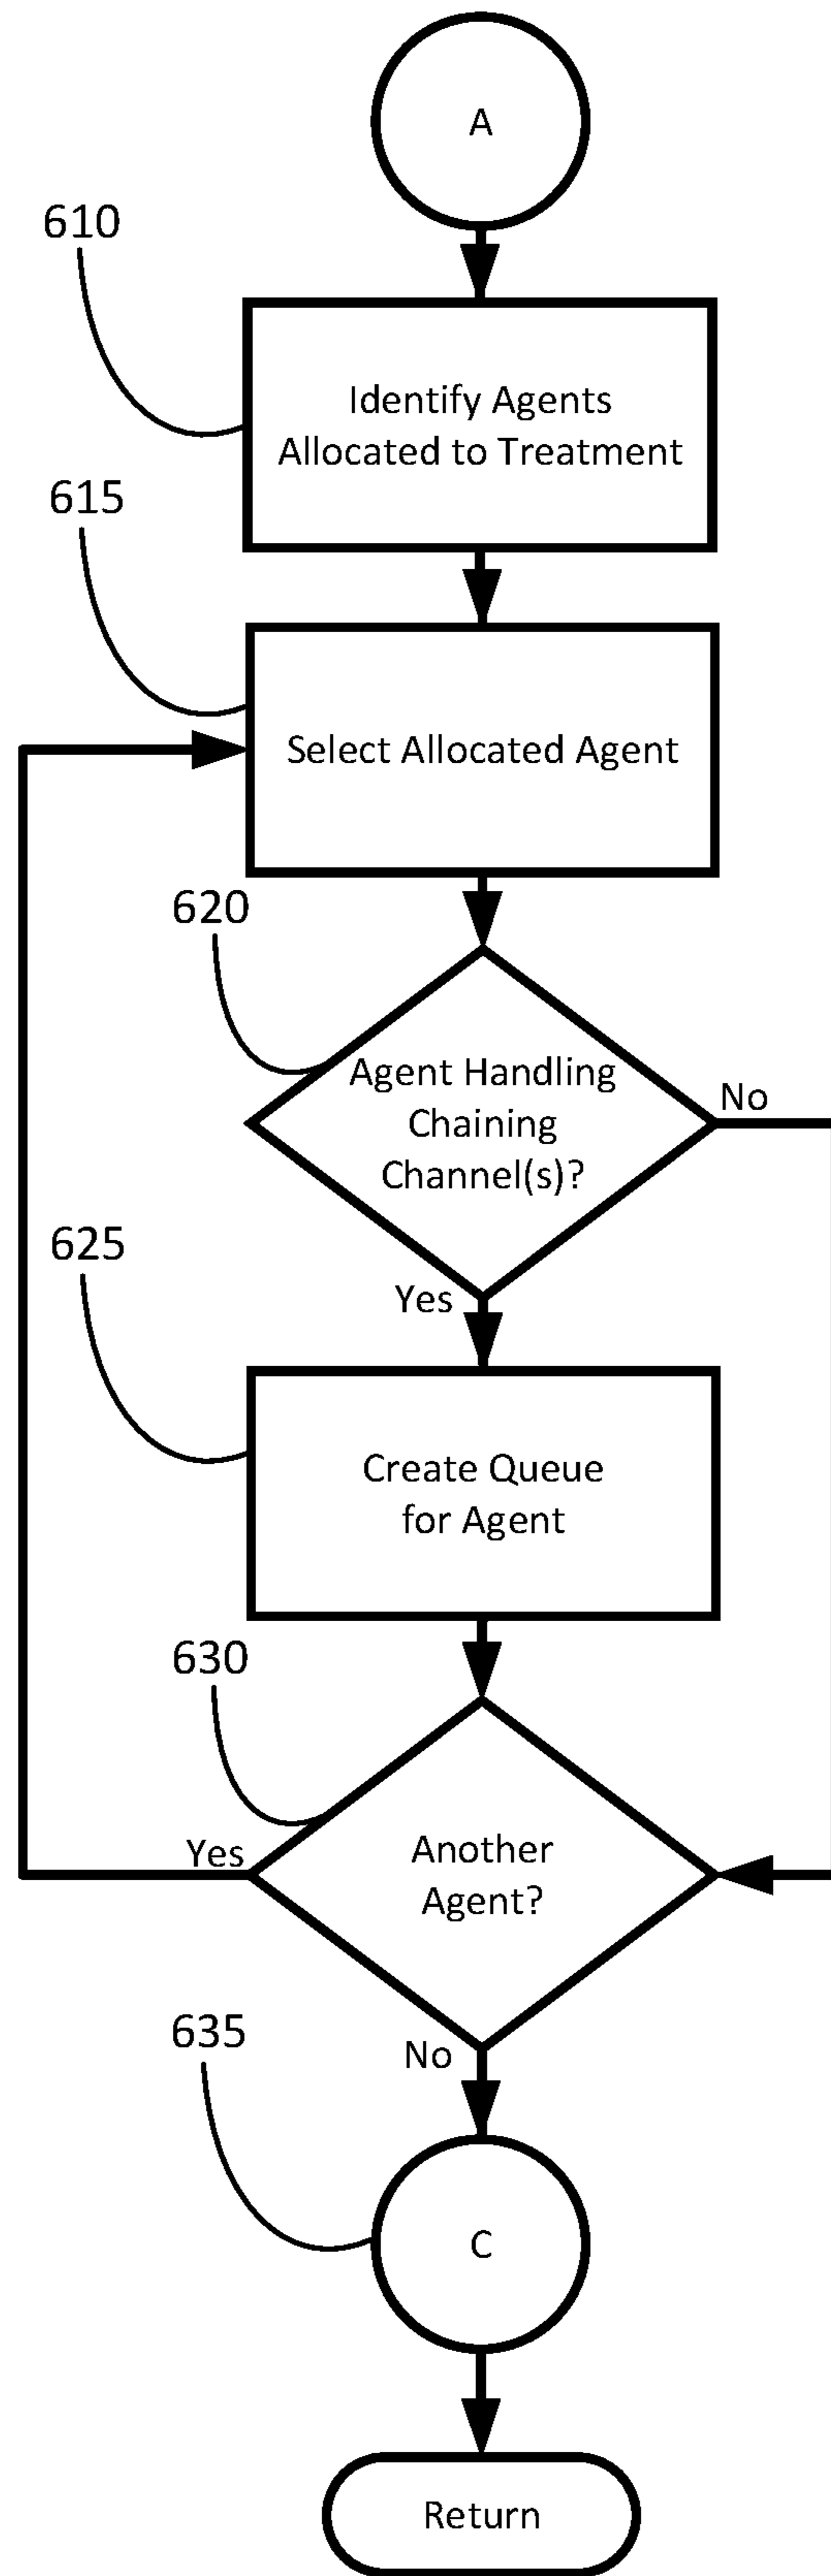 A
610
Identify Agents
Allocated to Treatment
615
Select Allocated Agent
620
Agent Handling
Chaining
Channel(s)?
No
Yes
625
Create Queue
for Agent
630
Another
Agent?
Yes
No
635
C
Return